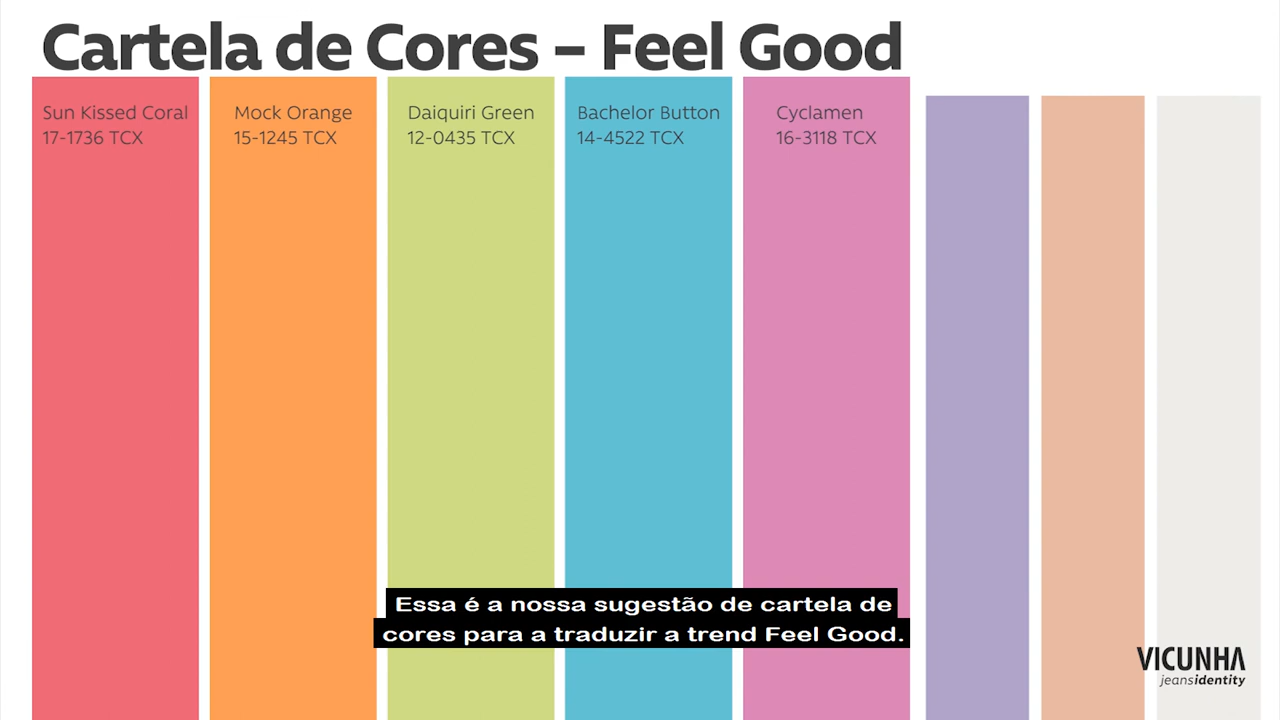 Cartela de Cores – Feel Good
Sun Kissed Coral
17-1736 TCX
Mock Orange
15-1245 TCX
Daiquiri Green
12-0435 TCX
Bachelor Button
14-4522 TCX
Cyclamen
16-3118 TCX
Essa é a nossa sugestão de cartela de
cores para a traduzir a trend Feel Good.
VICUNHA
jeansidentity